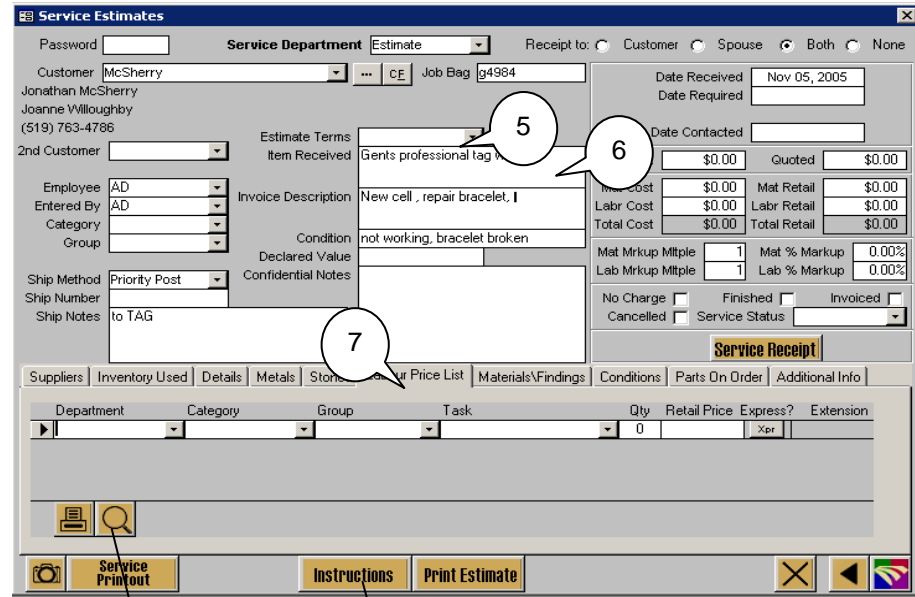 Service Estimates
Password Service Department Estimate Receipt to: Customer Spouse Both None
Customer McSherry ... CF Job Bag g4984
Jonathan McSherry
Joanne Willoughby
(519) 763-4786
2nd Customer
Employee AD
Entered By AD
Category
Group
Ship Method Priority Post
Ship Number
Ship Notes to TAG
Estimate Terms
Item Received Gents professional tag
Invoice Description New cell , repair bracelet,
Condition not working, bracelet broken
Declared Value
Confidential Notes
5
6
7
Date Received Nov 05, 2005
Date Required
Date Contacted
$0.00 Quoted $0.00
Mat Cost $0.00 Mat Retail $0.00
Labr Cost $0.00 Labr Retail $0.00
Total Cost $0.00 Total Retail $0.00
Mat Mrkup Mltple 1 Mat % Markup 0.00%
Lab Mrkup Mltple 1 Lab % Markup 0.00%
No Charge Finished Invoiced
Cancelled Service Status
Service Receipt
Suppliers Inventory Used Details Metals Price List Materials\Findings Conditions Parts On Order Additional Info
Department Category Group Task Qty Retail Price Express? Extension
0 Xpr
Service Printout Instructions Print Estimate